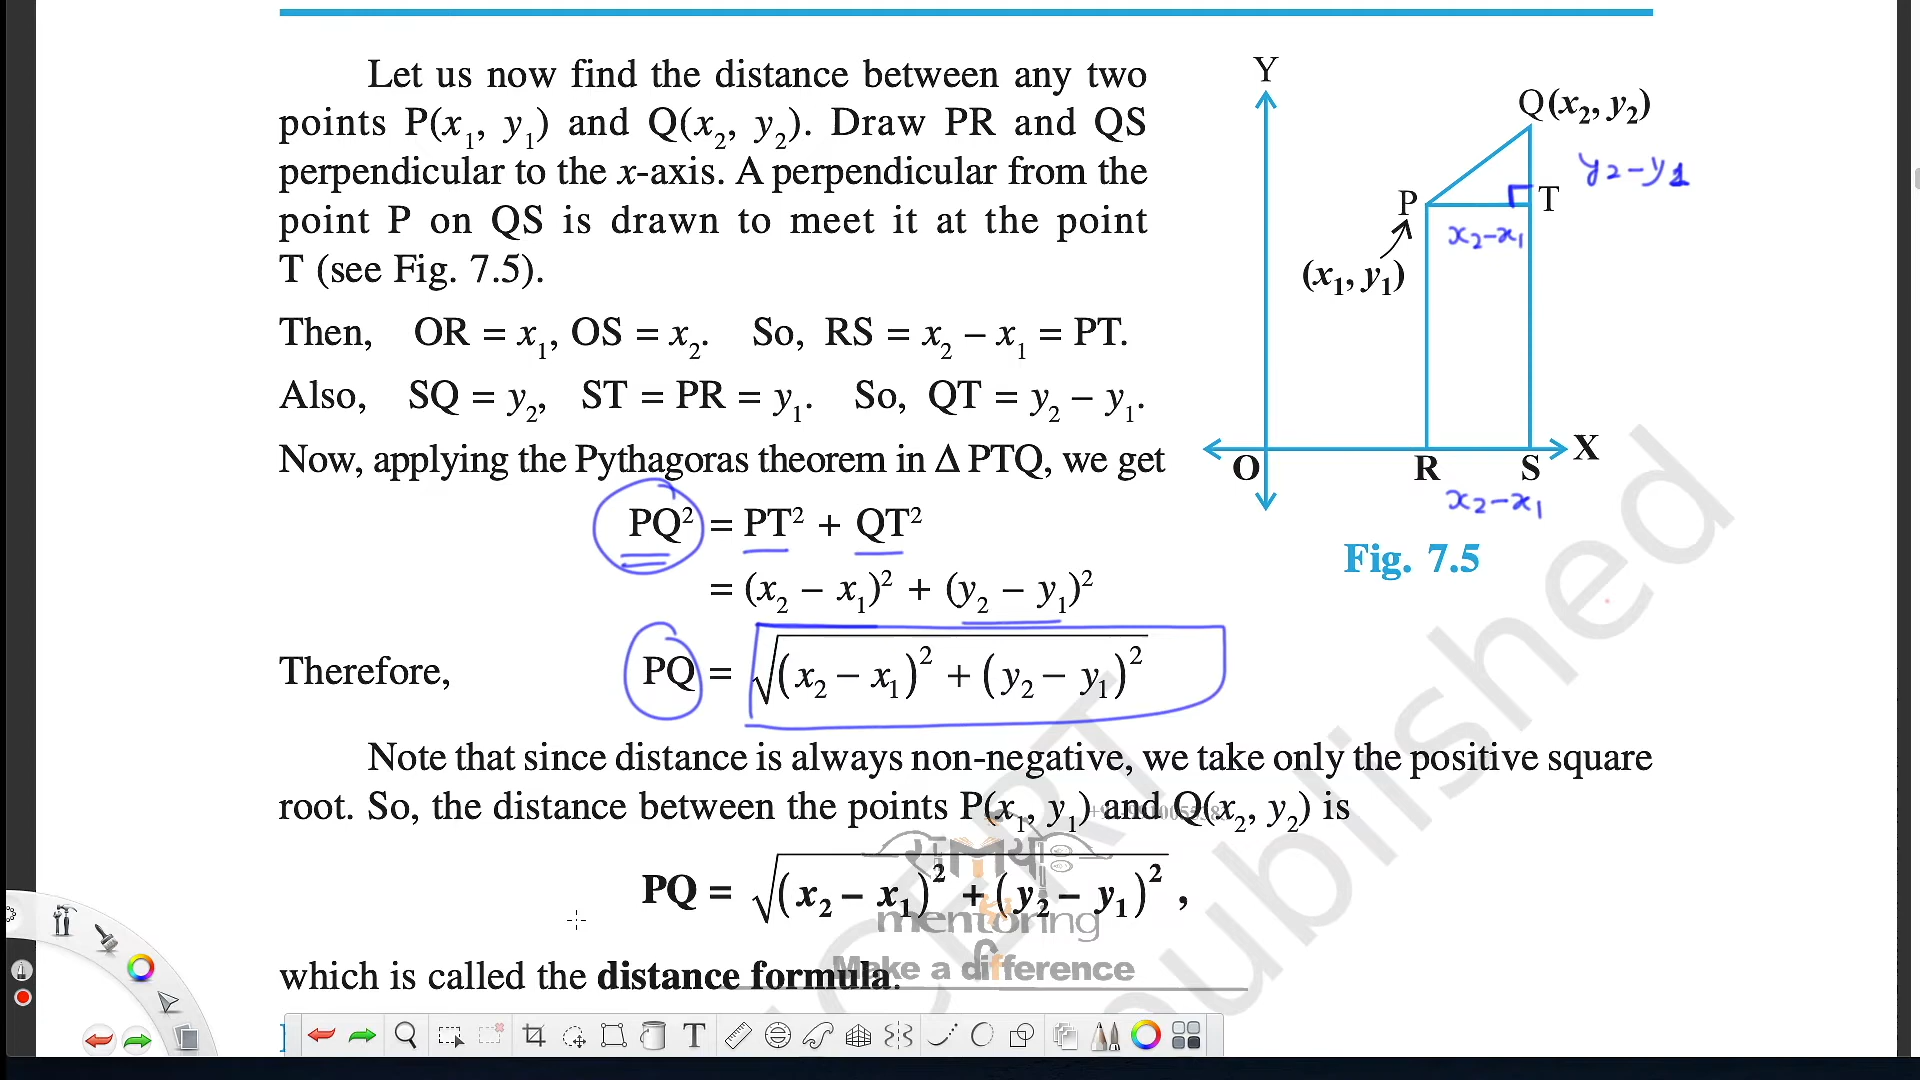 Let us now find the distance between any two
points P(x₁, y₁) and Q(x₂, y₂). Draw PR and QS
perpendicular to the x-axis. A perpendicular from the
point P on QS is drawn to meet it at the point
T (see Fig. 7.5).
Then, OR = x₁, OS = x₂. So, RS = x₂ – x₁ = PT.
Also, SQ = y₂, ST = PR = y₁. So, QT = y₂ – y₁.
Now, applying the Pythagoras theorem in Δ PTQ, we get
PQ² = PT² + QT²
= (x₂ – x₁)² + (y₂ – y₁)²
Therefore, PQ = √((x₂ – x₁)² + (y₂ – y₁)²)
Y
Q(x₂, y₂)
y₂-y₁
P
T
x₂-x₁
(x₁, y₁)
O
R
S
X
x₂-x₁
Fig. 7.5
Note that since distance is always non-negative, we take only the positive square
root. So, the distance between the points P(x₁, y₁) and Q(x₂, y₂) is
PQ = √((x₂ – x₁)² + (y₂ – y₁)²) ,
which is called the distance formula.
mentoring
Make a difference
T